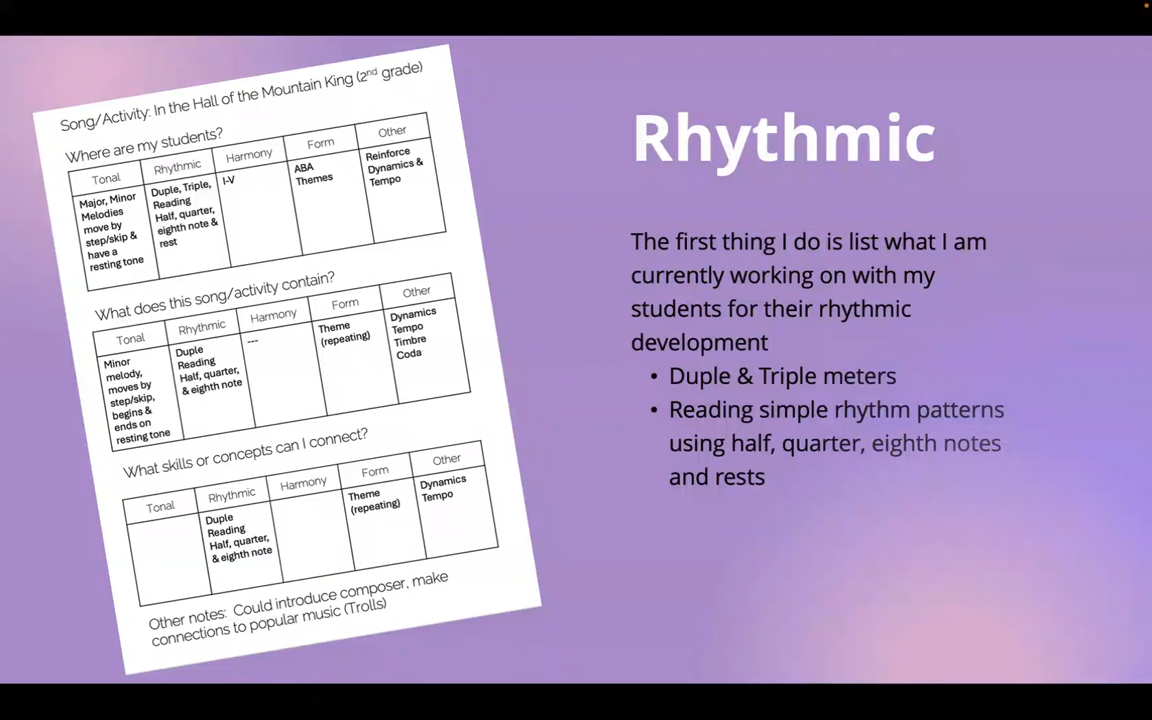 Song/Activity: In the Hall of the Mountain King (2nd grade)
Where are my students?
Tonal
Rhythmic
Harmony
Form
Other
Major, Minor
Melodies
move by
step/skip &
have a
resting tone
Duple, Triple,
Reading
Half, quarter,
eighth note &
rest
I-V
ABA
Themes
Reinforce
Dynamics &
Tempo
What does this song/activity contain?
Tonal
Rhythmic
Harmony
Form
Other
Minor
melody,
moves by
step/skip,
begins &
ends on
resting tone
Duple
Reading
Half, quarter,
& eighth note
---
Theme
(repeating)
Dynamics
Tempo
Timbre
Coda
What skills or concepts can I connect?
Tonal
Rhythmic
Harmony
Form
Other
Duple
Reading
Half, quarter,
& eighth note
Theme
(repeating)
Dynamics
Tempo
Other notes: Could introduce composer, make
connections to popular music (Trolls)
Rhythmic
The first thing I do is list what I am
currently working on with my
students for their rhythmic
development
• Duple & Triple meters
• Reading simple rhythm patterns
using half, quarter, eighth notes
and rests